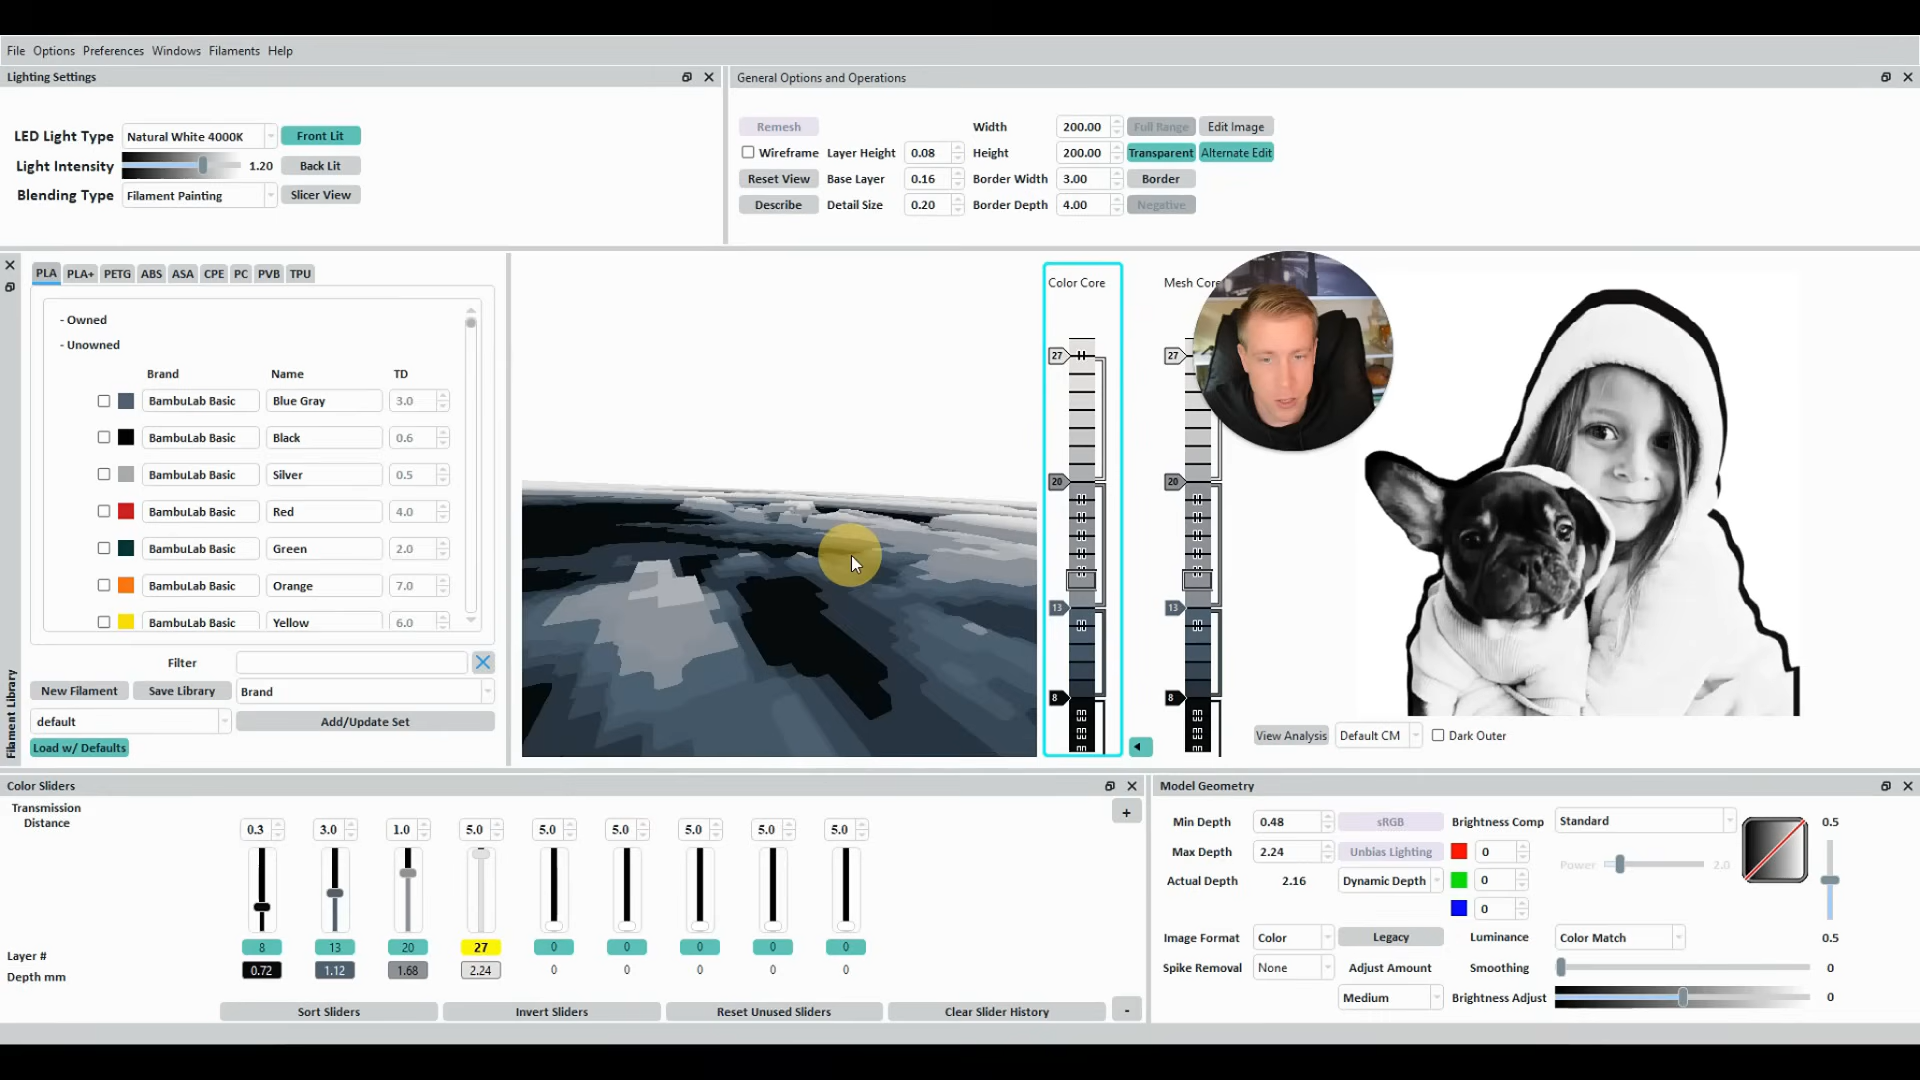 File Options Preferences Windows Filaments Help
Lighting Settings
General Options and Operations
LED Light Type Natural White 4000K Front Lit
Light Intensity 1.20 Back Lit
Blending Type Filament Painting Slicer View
Remesh Width 200.00 Full Range Edit Image
Wireframe Layer Height 0.08 Height 200.00 Transparent Alternate Edit
Reset View Base Layer 0.16 Border Width 3.00 Border
Describe Detail Size 0.20 Border Depth 4.00 Negative
Filament Library
PLA PLA+ PETG ABS ASA CPE PC PVB TPU
- Owned
- Unowned
Brand Name TD
BambuLab Basic Blue Gray 3.0
BambuLab Basic Black 0.6
BambuLab Basic Silver 0.5
BambuLab Basic Red 4.0
BambuLab Basic Green 2.0
BambuLab Basic Orange 7.0
BambuLab Basic Yellow 6.0
Filter
New Filament Save Library Brand
default Add/Update Set
Load w/ Defaults
Color Core
27
20
13
8
Mesh Core
27
20
13
8
View Analysis Default CM Dark Outer
Color Sliders
Transmission
Distance
0.3 3.0 1.0 5.0 5.0 5.0 5.0 5.0 5.0
+
Layer # 8 13 20 27 0 0 0 0 0
Depth mm 0.72 1.12 1.68 2.24 0 0 0 0 0
Sort Sliders Invert Sliders Reset Unused Sliders Clear Slider History -
Model Geometry
Min Depth 0.48 sRGB Brightness Comp Standard 0.5
Max Depth 2.24 Unbias Lighting 0 Power 2.0
Actual Depth 2.16 Dynamic Depth 0
0
Image Format Color Legacy Luminance Color Match 0.5
Spike Removal None Adjust Amount Smoothing 0
Medium Brightness Adjust 0